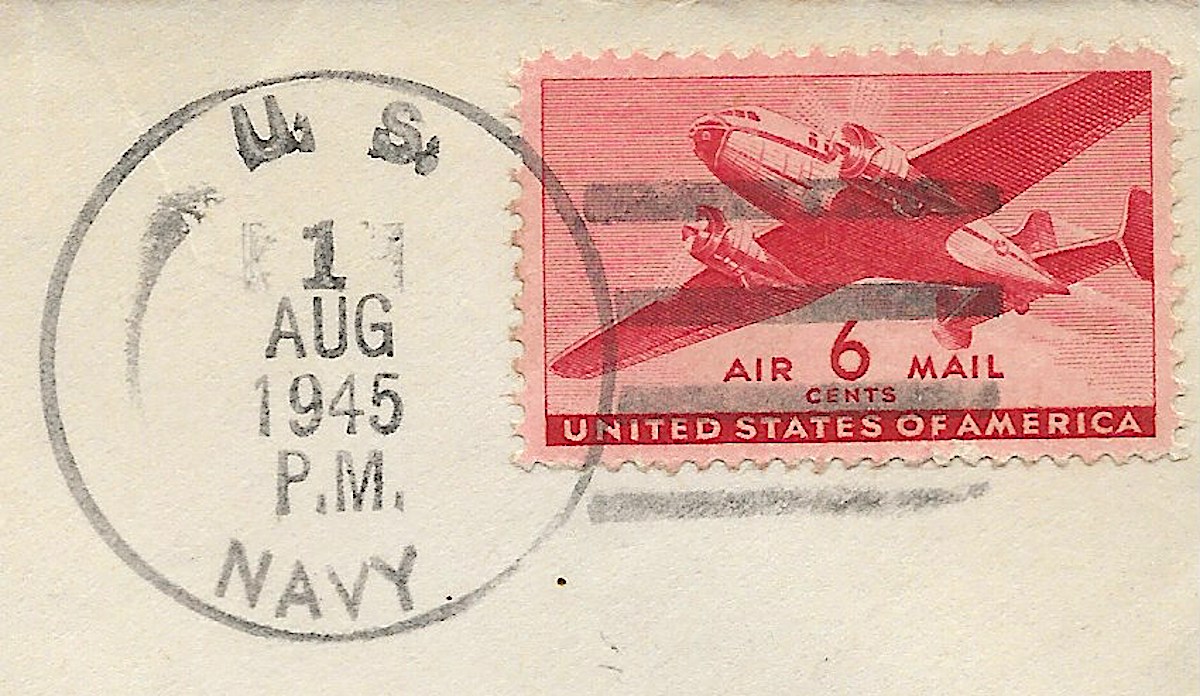 U. S.
1
AUG
1945
P.M.
NAVY
AIR 6 MAIL
CENTS
UNITED STATES OF AMERICA